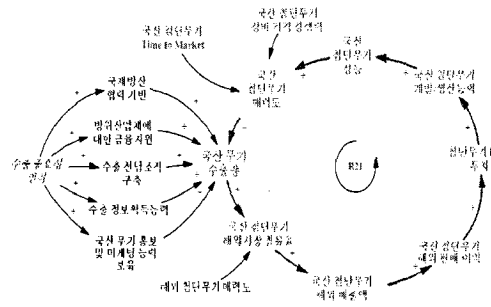 국산 첨단무기
Time to Market
국산 첨단무기
장비 가격 경쟁력
국산
첨단무기
성능
국산
첨단무기
매력도
국산 첨단무기
개발·생산능력
국제방산
협력 기반
방위산업체에
대한 금융지원
수출 전담조직
구축
수출 정보획득능력
국산 무기 홍보
및 마케팅 능력
보유
국산 무기
수출량
첨단무기
투자
국산 첨단무기
해외시장 점유율
국산 첨단무기
해외 판매 이익
국산 첨단무기
해외 매출액
해외 첨단무기 매력도